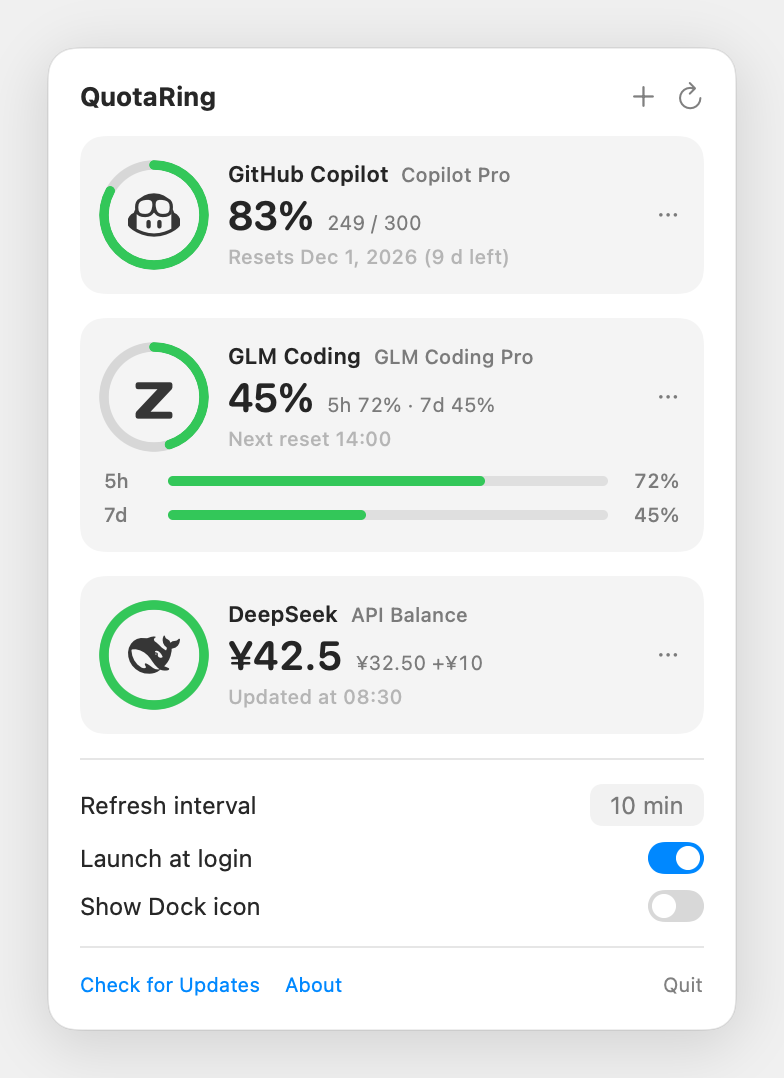 QuotaRing
GitHub Copilot Copilot Pro
83% 249 / 300
Resets Dec 1, 2026 (9 d left)
GLM Coding GLM Coding Pro
45% 5h 72% · 7d 45%
Next reset 14:00
5h 72%
7d 45%
DeepSeek API Balance
¥42.5 ¥32.50 +¥10
Updated at 08:30
Refresh interval 10 min
Launch at login
Show Dock icon
Check for Updates About Quit